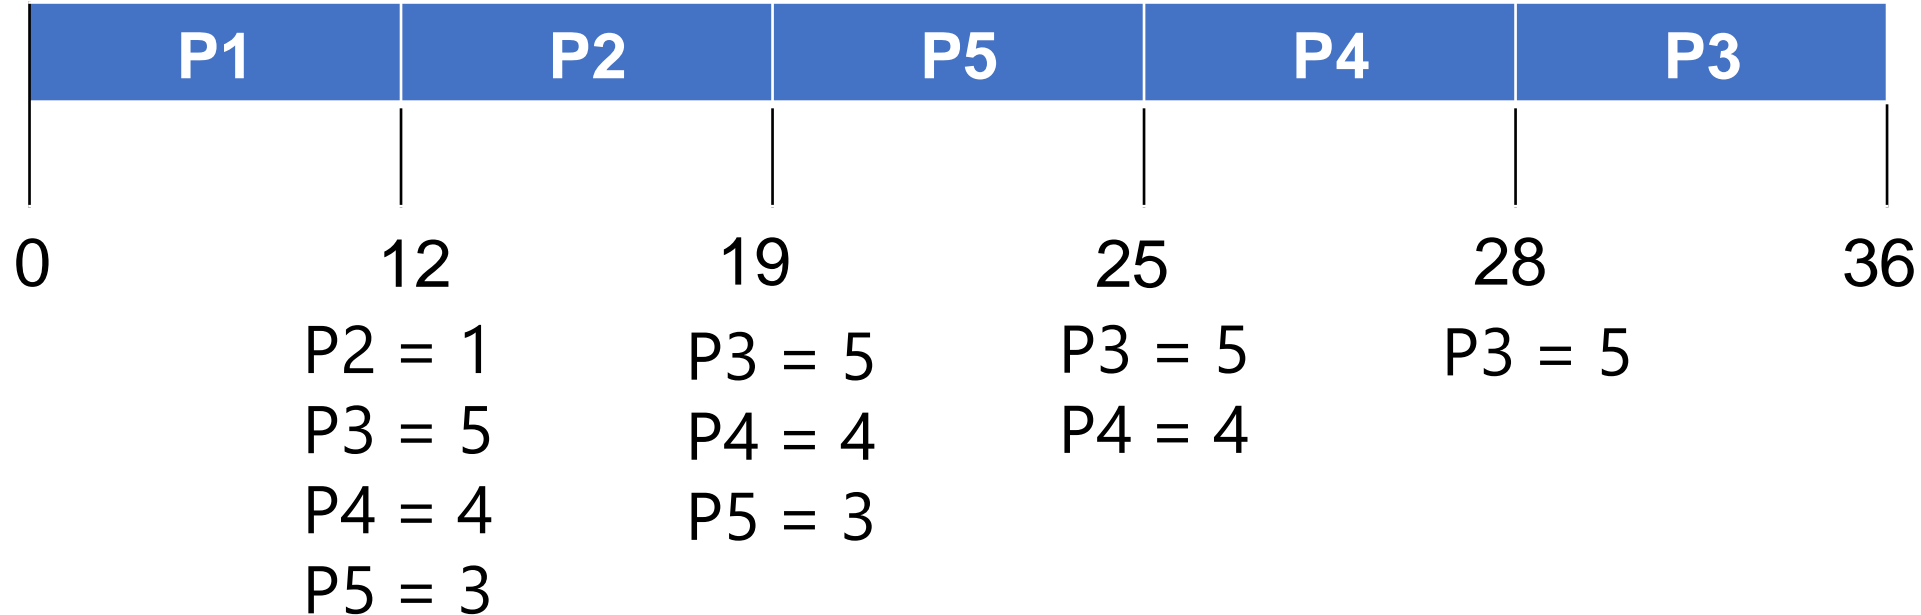 P1 P2 P5 P4 P3
0 12 19 25 28 36
P2 = 1 P3 = 5 P3 = 5 P3 = 5
P3 = 5 P4 = 4 P4 = 4
P4 = 4 P5 = 3
P5 = 3